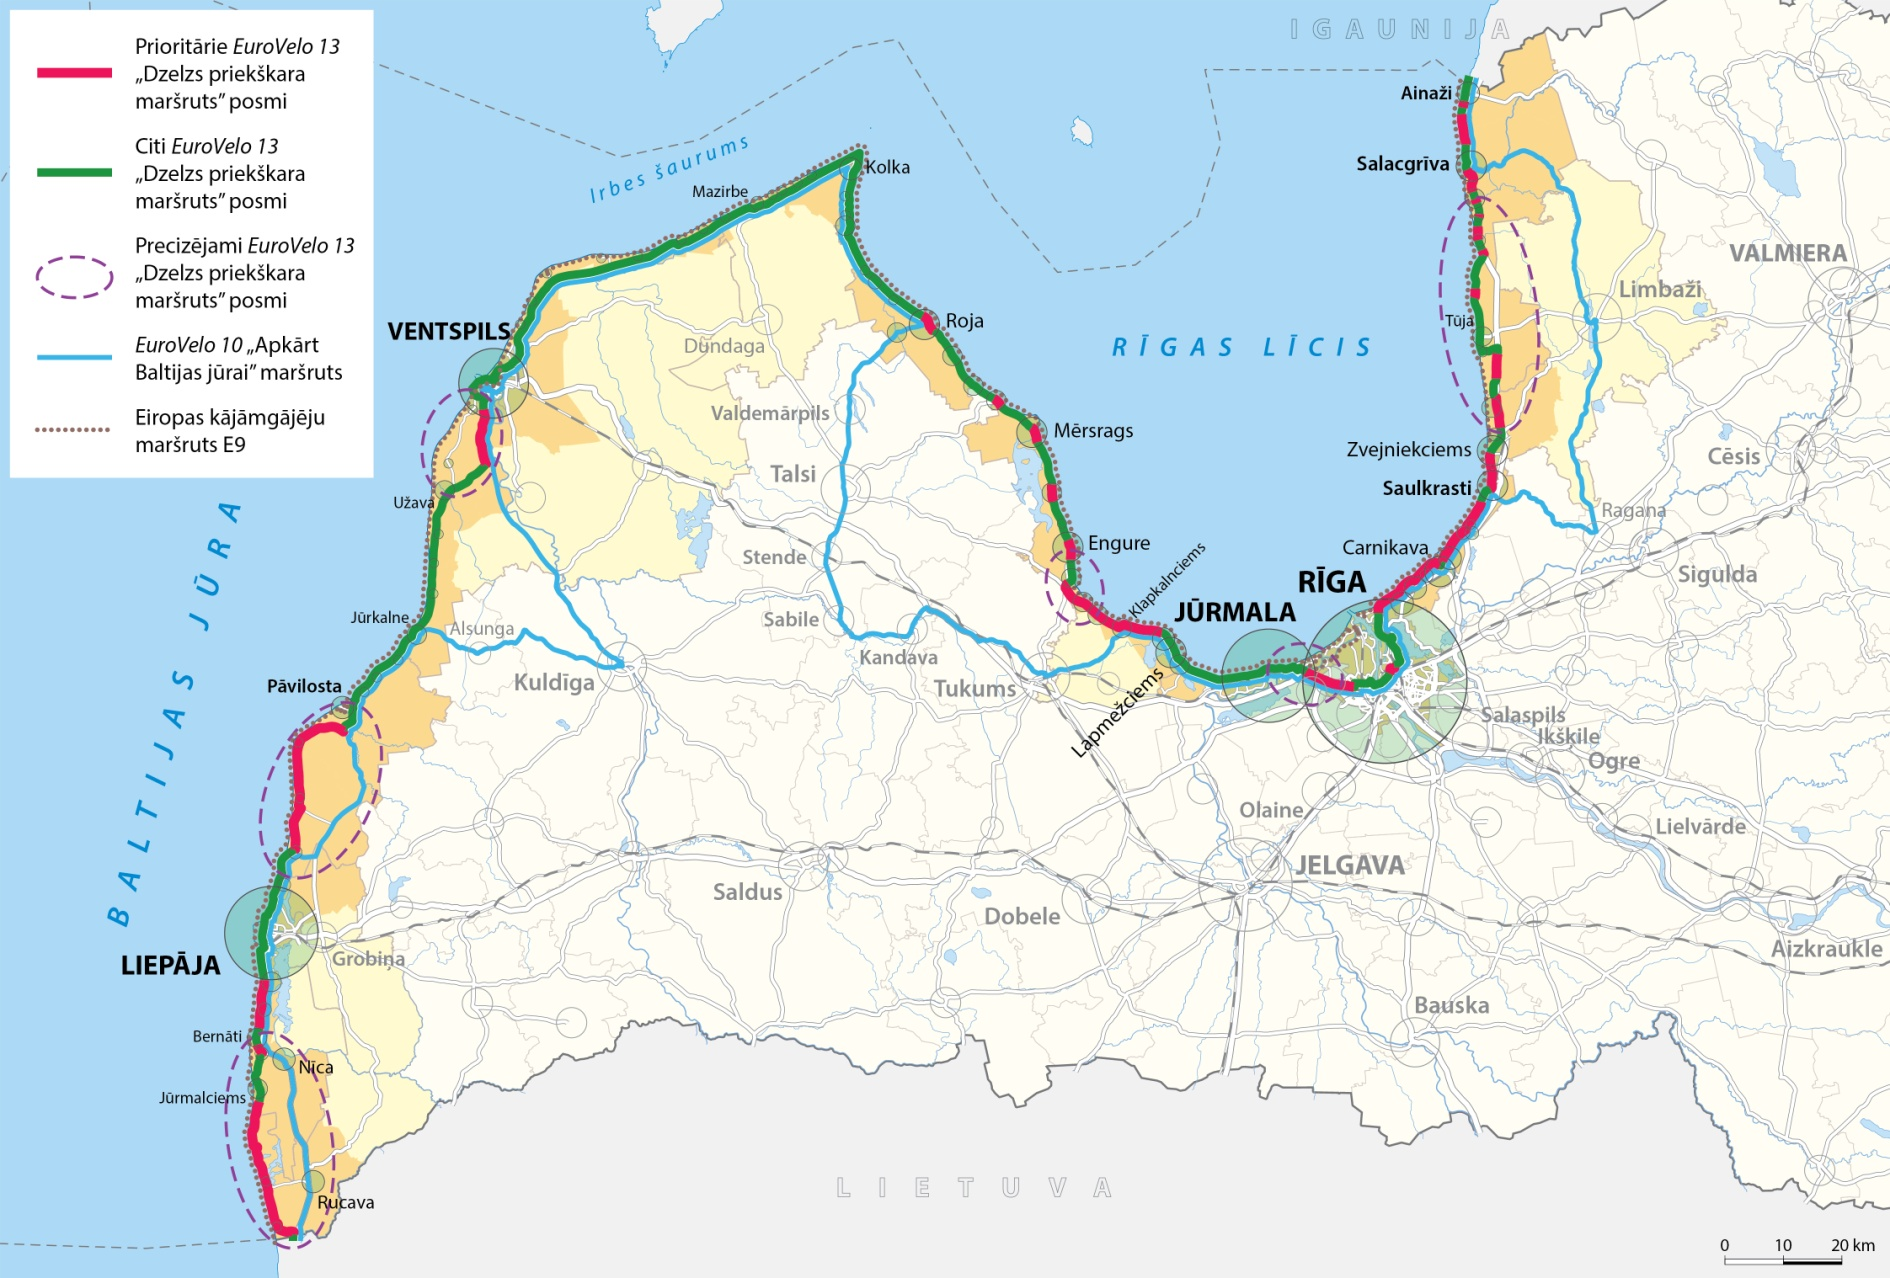 Prioritārie EuroVelo 13
„Dzelzs priekškara
maršruts” posmi
Citi EuroVelo 13
„Dzelzs priekškara
maršruts” posmi
Precizējami EuroVelo 13
„Dzelzs priekškara
maršruts” posmi
EuroVelo 10 „Apkārt
Baltijas jūrai” maršruts
Eiropas kājāmgājēju
maršruts E9
IGAUNIJA
Ainaži
Salacgrīva
Irbes šaurums
Mazirbe
Kolka
VALMIERA
Limbaži
Tūja
VENTSPILS
Dundaga
Roja
RĪGAS LĪCIS
Valdemārpils
Mērsrags
Zvejniekciems
Cēsis
Talsi
Saulkrasti
Užava
Ragana
BALTIJAS JŪRA
Stende
Engure
Carnikava
Klapkalnciems
RĪGA
Sigulda
JŪRMALA
Jūrkalne
Alsunga
Sabile
Kandava
Pāvilosta
Kuldīga
Tukums
Lapmežciems
Salaspils
Ikšķile
Ogre
Olaine
Lielvārde
JELGAVA
Saldus
Dobele
LIEPĀJA
Grobiņa
Aizkraukle
Bauska
Bernāti
Nīca
Jūrmalciems
LIETUVA
Rucava
0 10 20 km